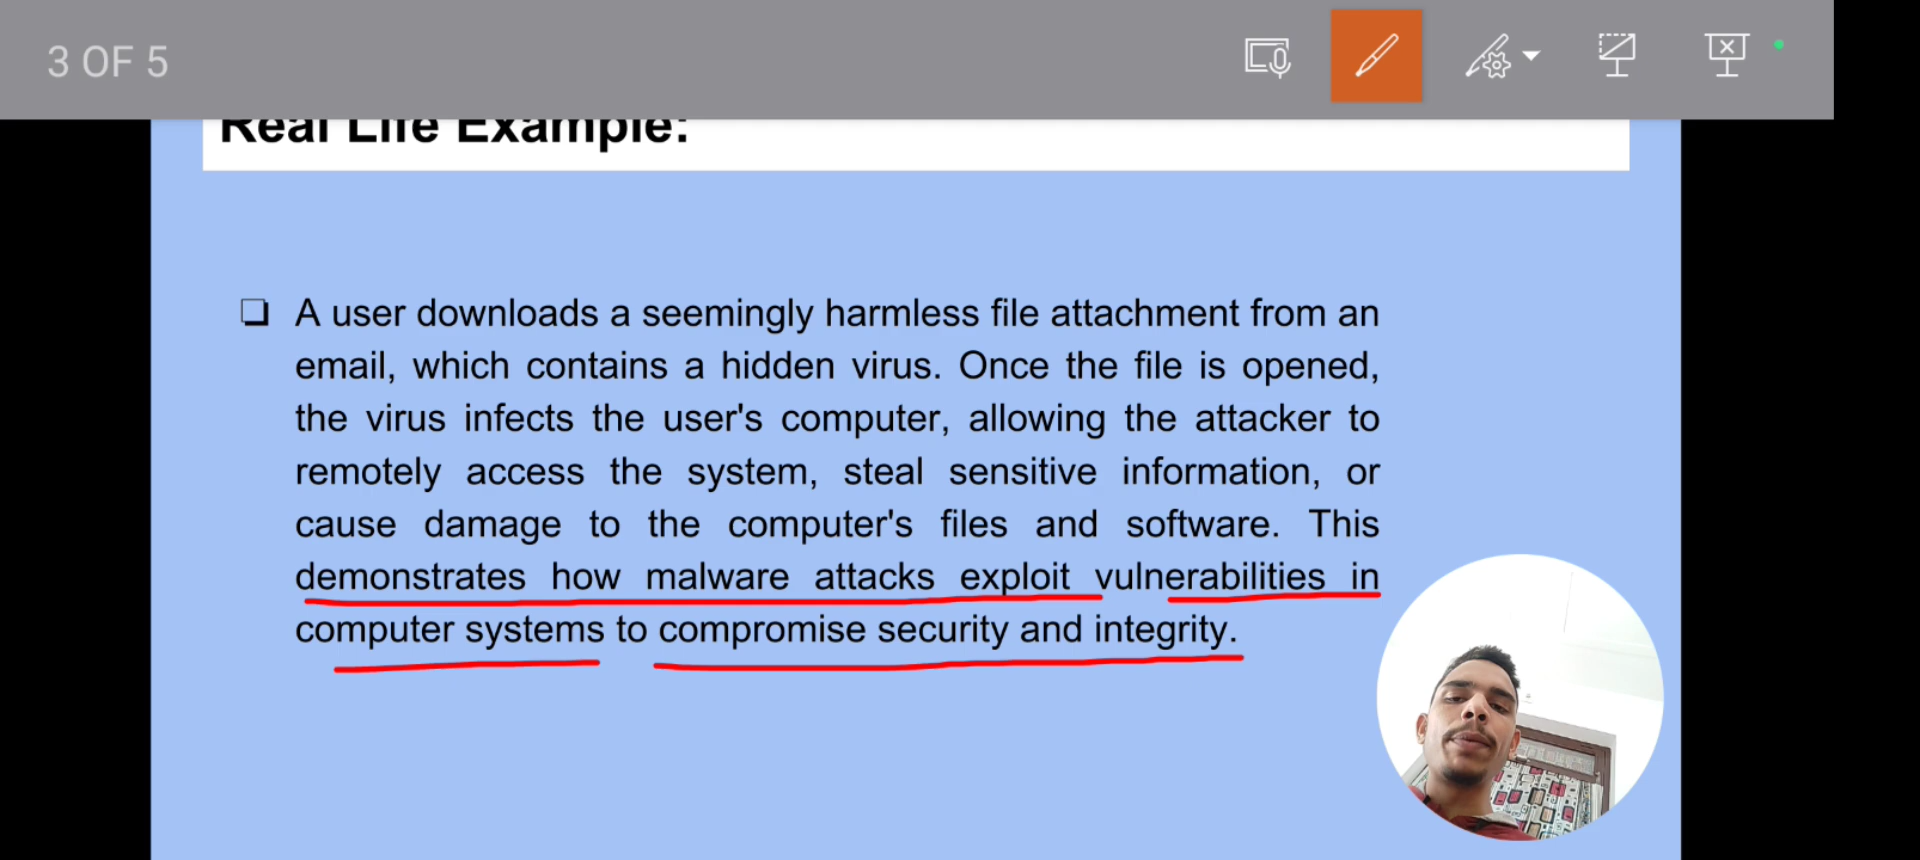 3 OF 5
Real Life Example:
A user downloads a seemingly harmless file attachment from an
email, which contains a hidden virus. Once the file is opened,
the virus infects the user's computer, allowing the attacker to
remotely access the system, steal sensitive information, or
cause damage to the computer's files and software. This
demonstrates how malware attacks exploit vulnerabilities in
computer systems to compromise security and integrity.